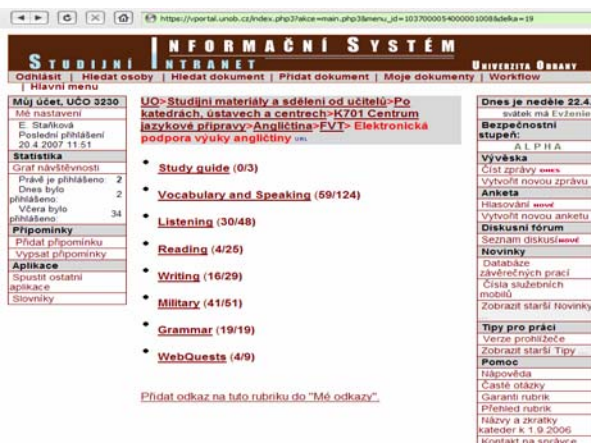 https://vportal.unob.cz/index.php3?akce=main.php3&menu_id=1037000054000001008&delka=19
STUDIJNÍ
INFORMAČNÍ SYSTÉM
INTRANET
UNIVERZITA OBRANY
Odhlásit | Hledat osoby | Hledat dokument | Přidat dokument | Moje dokumenty | Workflow
| Hlavní menu
Můj účet, UČO 3230
Mé nastavení
E. Staňková
Poslední přihlášení
20.4.2007 11:51
Statistika
Graf návštěvnosti
Právě je přihlášeno: 2
Dnes bylo
přihlášeno: 2
Včera bylo
přihlášeno: 34
Připomínky
Přidat připomínku
Vypsat připomínky
Aplikace
Spustit ostatní
aplikace
Slovníky
UO>Studijní materiály a sdělení od učitelů>Po
katedrách, ústavech a centrech>K701 Centrum
jazykové přípravy>Angličtina>FVT> Elektronická
podpora výuky angličtiny URL
Study guide (0/3)
Vocabulary and Speaking (59/124)
Listening (30/48)
Reading (4/25)
Writing (16/29)
Military (41/51)
Grammar (19/19)
WebQuests (4/9)
Přidat odkaz na tuto rubriku do "Mé odkazy".
Dnes je neděle 22.4.
svátek má Evženie
Bezpečnostní
stupeň:
ALPHA
Vývěska
Číst zprávy DNES
Vytvořit novou zprávu
Anketa
Hlasování NOVÉ
Vytvořit novou anketu
Diskusní fórum
Seznam diskusí NOVÉ
Novinky
Databáze
závěrečných prací
Čísla služebních
mobilů
Zobrazit starší Novinky
Tipy pro práci
Verze prohlížeče
Zobrazit starší Tipy
Pomoc
Nápověda
Časté otázky
Garanti rubrik
Přehled rubrik
Názvy a zkratky
kateder k 1.9.2006
Kontakt na správce